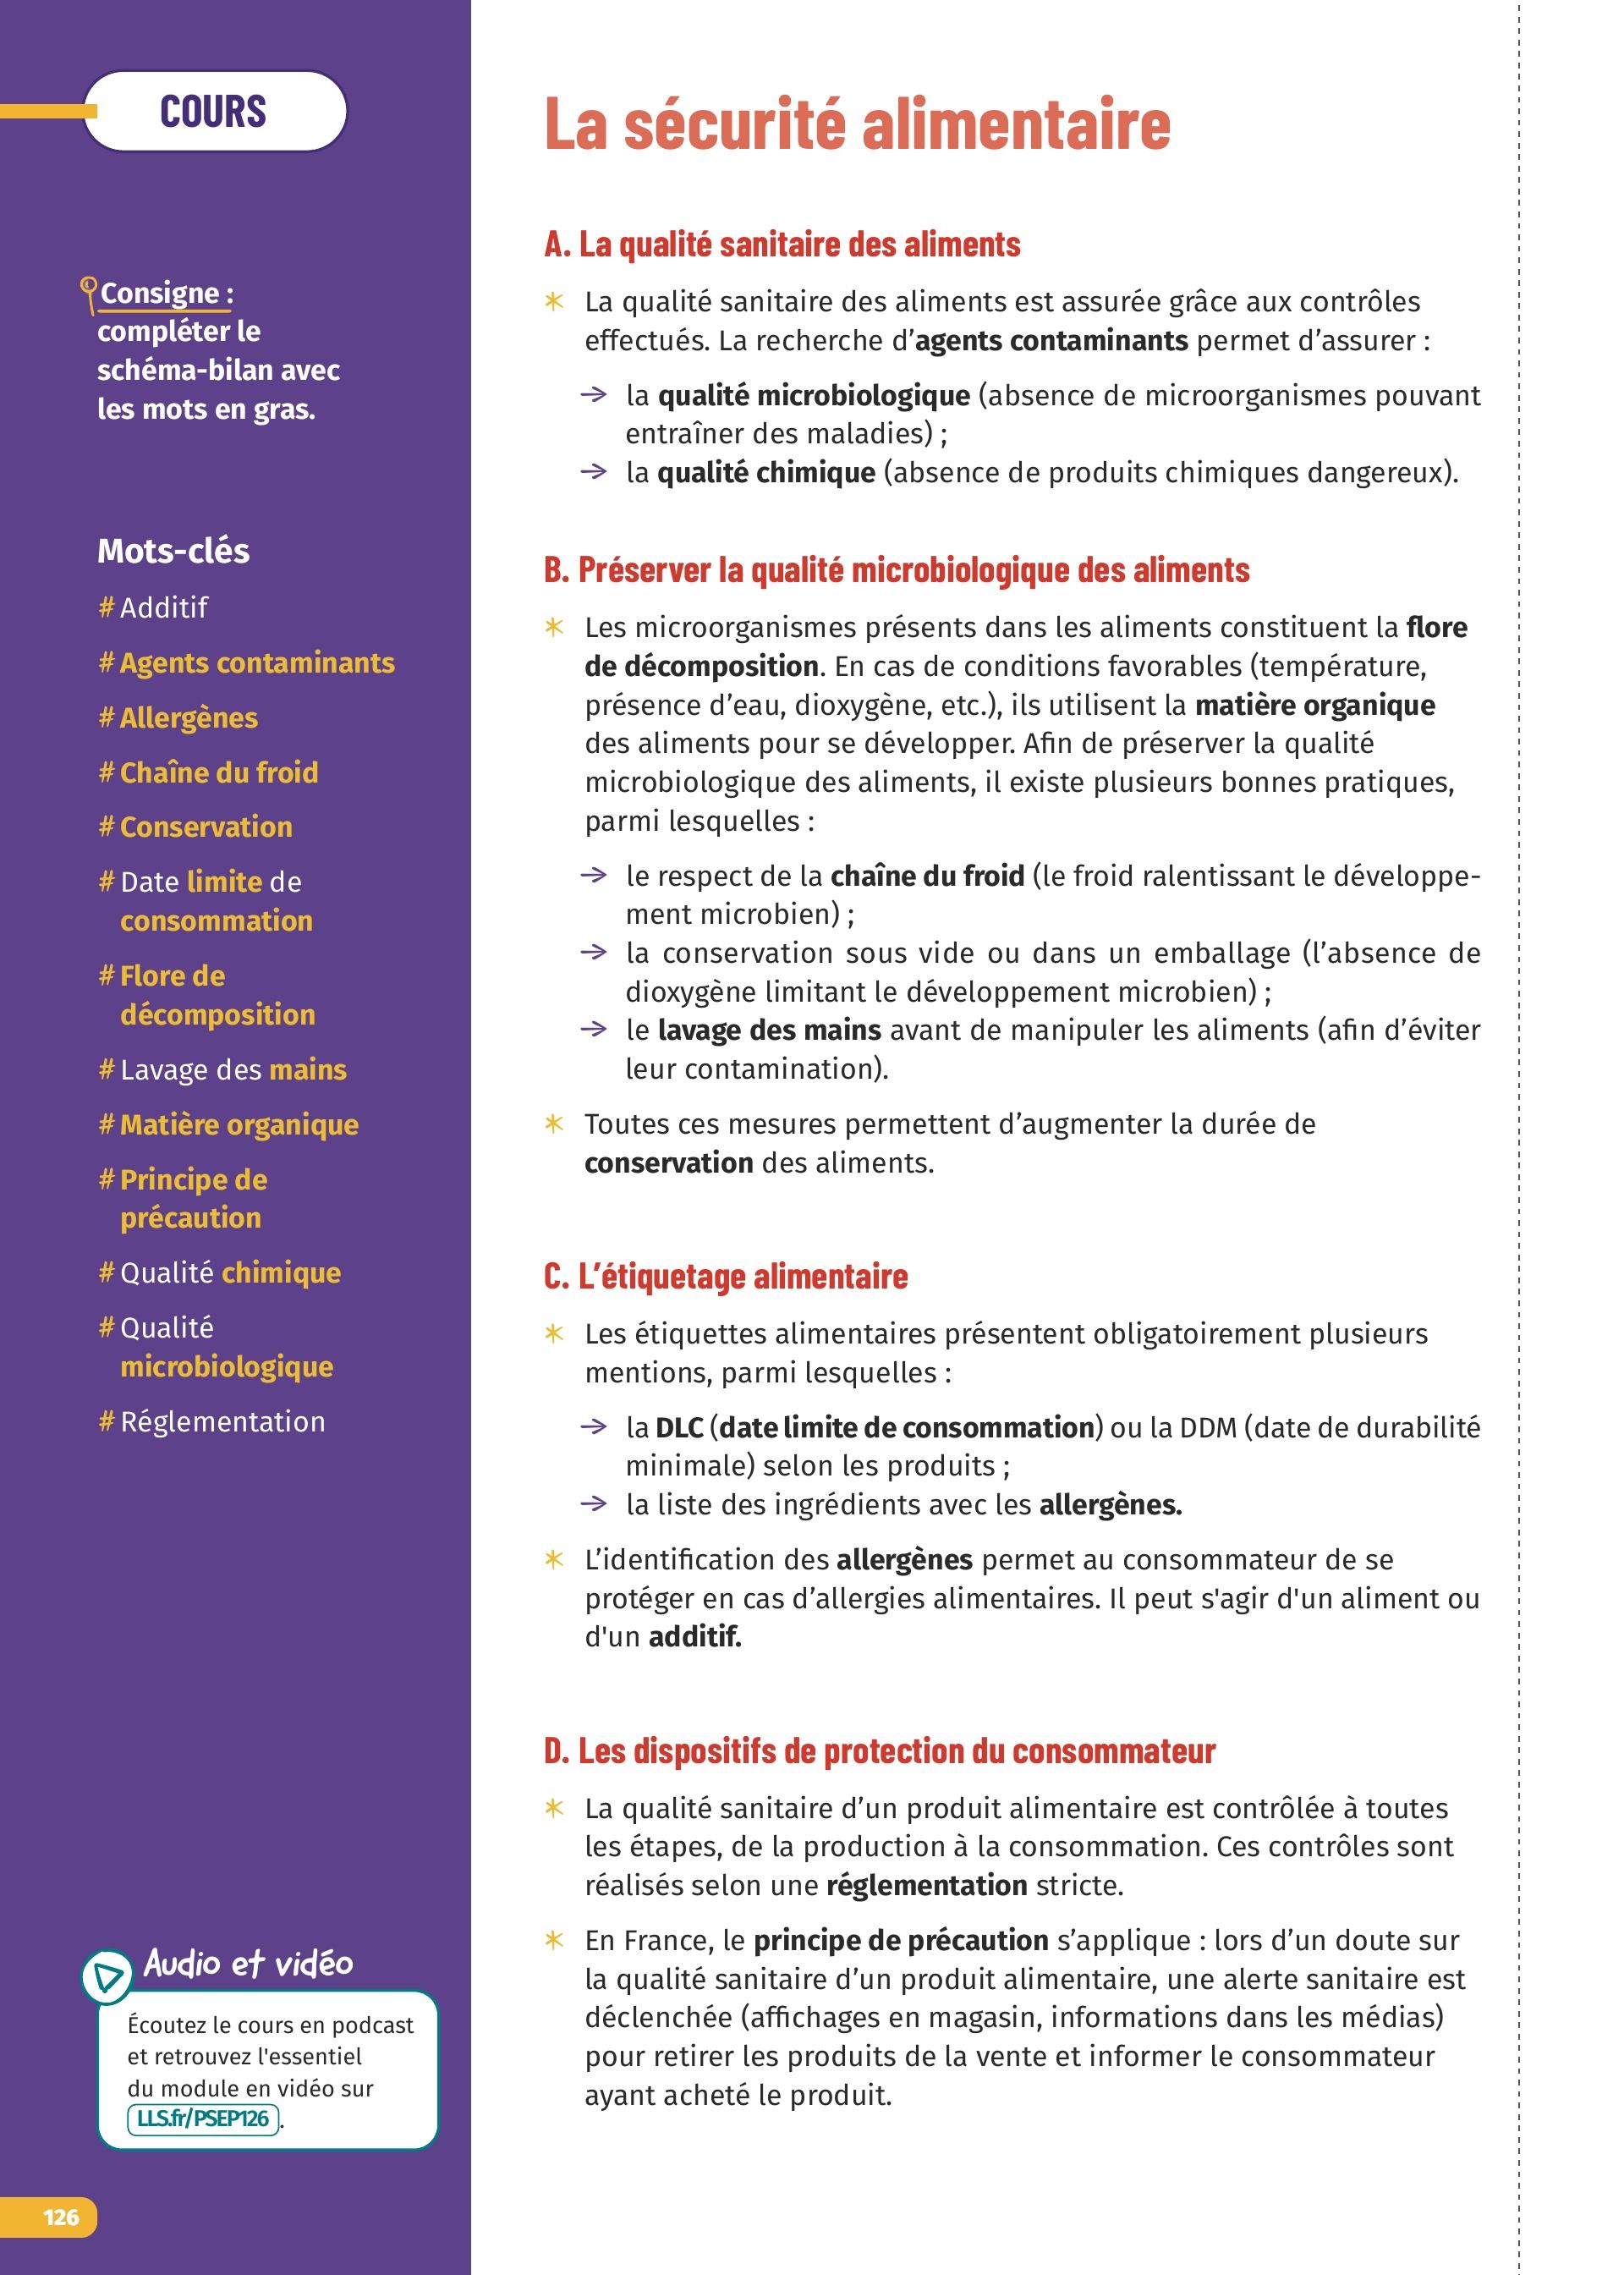 COURS
Consigne :
compléter le
schéma-bilan avec
les mots en gras.
Mots-clés
# Additif
# Agents contaminants
# Allergènes
# Chaîne du froid
# Conservation
# Date limite de
consommation
# Flore de
décomposition
# Lavage des mains
# Matière organique
# Principe de
précaution
# Qualité chimique
# Qualité
microbiologique
# Réglementation
Audio et vidéo
Écoutez le cours en podcast
et retrouvez l'essentiel
du module en vidéo sur
LLS.fr/PSEP126.
126
La sécurité alimentaire
A. La qualité sanitaire des aliments
* La qualité sanitaire des aliments est assurée grâce aux contrôles
effectués. La recherche d’agents contaminants permet d’assurer :
→ la qualité microbiologique (absence de microorganismes pouvant
entraîner des maladies) ;
→ la qualité chimique (absence de produits chimiques dangereux).
B. Préserver la qualité microbiologique des aliments
* Les microorganismes présents dans les aliments constituent la flore
de décomposition. En cas de conditions favorables (température,
présence d’eau, dioxygène, etc.), ils utilisent la matière organique
des aliments pour se développer. Afin de préserver la qualité
microbiologique des aliments, il existe plusieurs bonnes pratiques,
parmi lesquelles :
→ le respect de la chaîne du froid (le froid ralentissant le développe-
ment microbien) ;
→ la conservation sous vide ou dans un emballage (l’absence de
dioxygène limitant le développement microbien) ;
→ le lavage des mains avant de manipuler les aliments (afin d’éviter
leur contamination).
* Toutes ces mesures permettent d’augmenter la durée de
conservation des aliments.
C. L’étiquetage alimentaire
* Les étiquettes alimentaires présentent obligatoirement plusieurs
mentions, parmi lesquelles :
→ la DLC (date limite de consommation) ou la DDM (date de durabilité
minimale) selon les produits ;
→ la liste des ingrédients avec les allergènes.
* L’identification des allergènes permet au consommateur de se
protéger en cas d’allergies alimentaires. Il peut s'agir d'un aliment ou
d'un additif.
D. Les dispositifs de protection du consommateur
* La qualité sanitaire d’un produit alimentaire est contrôlée à toutes
les étapes, de la production à la consommation. Ces contrôles sont
réalisés selon une réglementation stricte.
* En France, le principe de précaution s’applique : lors d’un doute sur
la qualité sanitaire d’un produit alimentaire, une alerte sanitaire est
déclenchée (affichages en magasin, informations dans les médias)
pour retirer les produits de la vente et informer le consommateur
ayant acheté le produit.